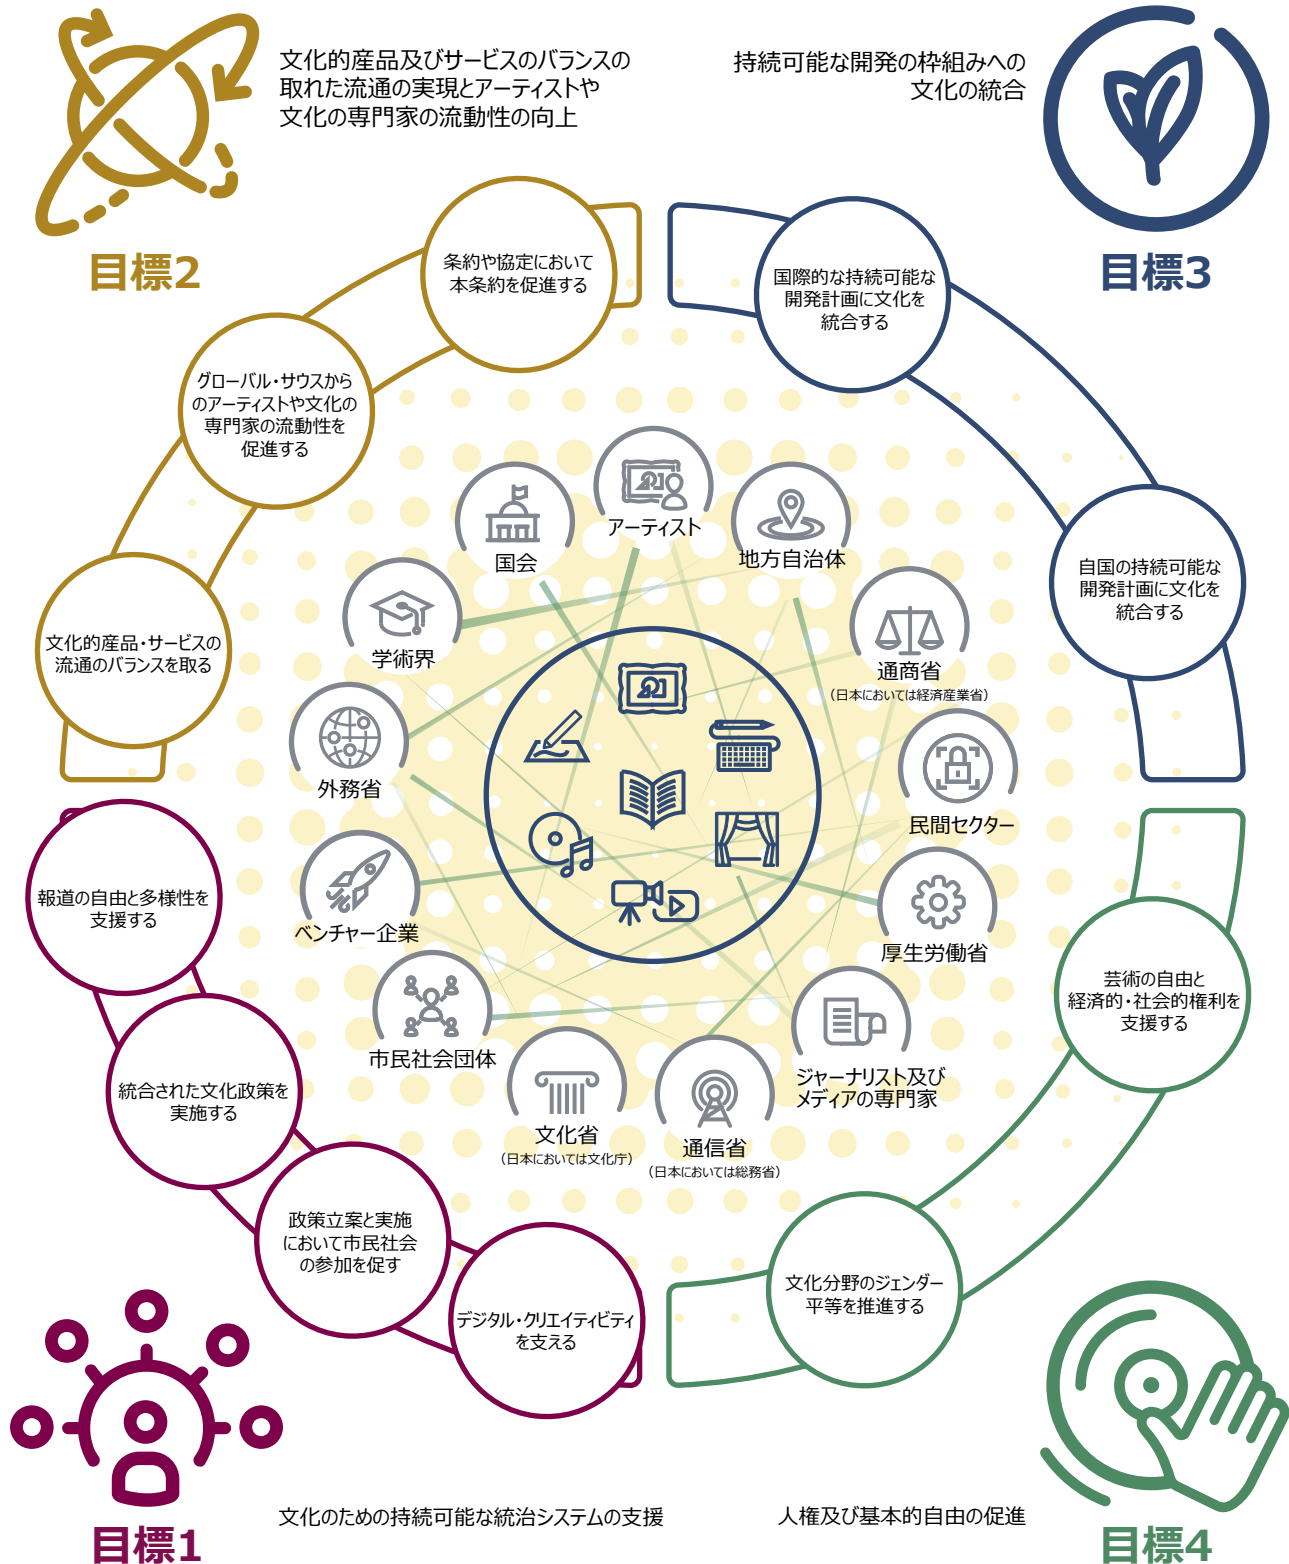 文化的産品及びサービスのバランスの
取れた流通の実現とアーティストや
文化の専門家の流動性の向上
目標2
持続可能な開発の枠組みへの
文化の統合
目標3
条約や協定において
本条約を促進する
グローバル・サウスから
のアーティストや文化の
専門家の流動性を
促進する
文化的産品・サービスの
流通のバランスを取る
国際的な持続可能な
開発計画に文化を
統合する
自国の持続可能な
開発計画に文化を
統合する
アーティスト
国会
地方自治体
学術界
通商省
(日本においては経済産業省)
外務省
民間セクター
ベンチャー企業
厚生労働省
市民社会団体
ジャーナリスト及び
メディアの専門家
文化省
(日本においては文化庁)
通信省
(日本においては総務省)
報道の自由と多様性を
支援する
統合された文化政策を
実施する
政策立案と実施
において市民社会
の参加を促す
デジタル・クリエイティビティ
を支える
芸術の自由と
経済的・社会的権利を
支援する
文化分野のジェンダー
平等を推進する
文化のための持続可能な統治システムの支援
目標1
人権及び基本的自由の促進
目標4